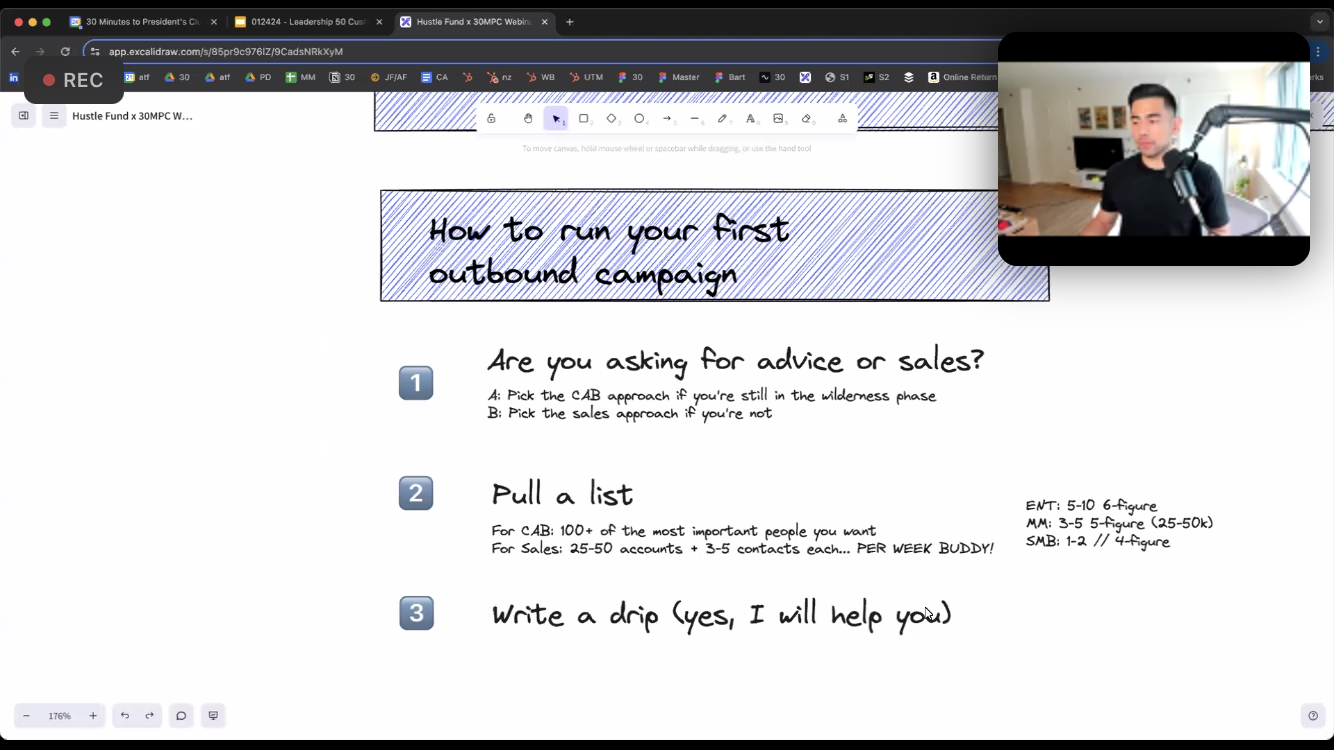 30 Minutes to President's Cl
012424 - Leadership 50 Cust
Hustle Fund x 30MPC Webin
app.excalidraw.com/s/85pr9c976lZ/9CadsNRkXyM
REC
atf
30
atf
PD
MM
30
JF/AF
CA
nz
WB
UTM
30
Master
Bart
30
S1
S2
Online Return
rks
Hustle Fund x 30MPC W...
To move canvas, hold mouse wheel or spacebar while dragging, or use the hand tool
How to run your first
outbound campaign
1
Are you asking for advice or sales?
A: Pick the CAB approach if you're still in the wilderness phase
B: Pick the sales approach if you're not
2
Pull a list
For CAB: 100+ of the most important people you want
For Sales: 25-50 accounts + 3-5 contacts each... PER WEEK BUDDY!
ENT: 5-10 6-figure
MM: 3-5 5-figure (25-50k)
SMB: 1-2 // 4-figure
3
Write a drip (yes, I will help you)
176%